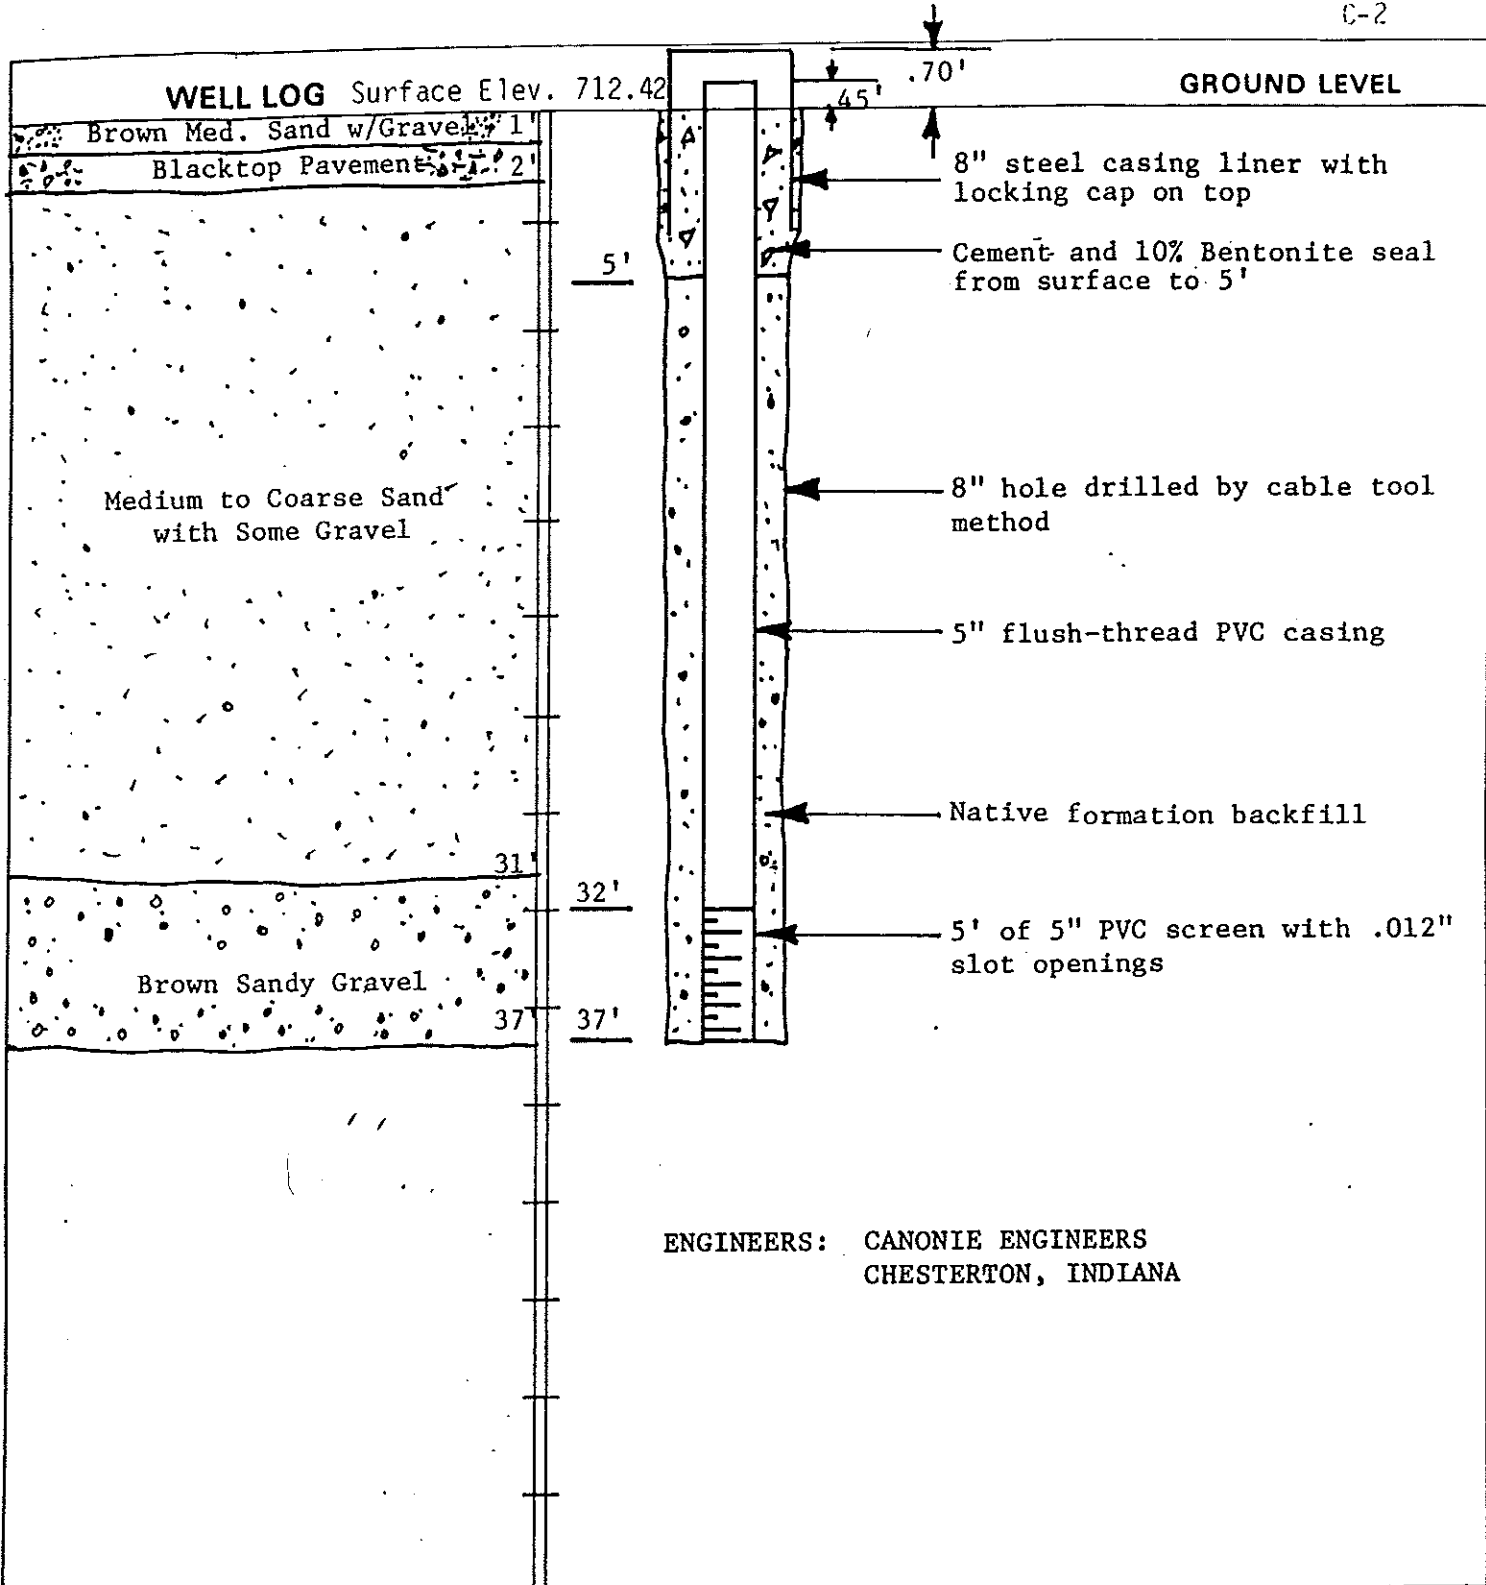 C-2
WELL LOG Surface Elev. 712.42
.70'
.45'
GROUND LEVEL
Brown Med. Sand w/Gravel 1'
Blacktop Pavement 2'
8" steel casing liner with
locking cap on top
5'
Cement and 10% Bentonite seal
from surface to 5'
Medium to Coarse Sand
with Some Gravel
8" hole drilled by cable tool
method
5" flush-thread PVC casing
Native formation backfill
31'
32'
5' of 5" PVC screen with .012"
slot openings
Brown Sandy Gravel
37'
37'
ENGINEERS: CANONIE ENGINEERS
CHESTERTON, INDIANA